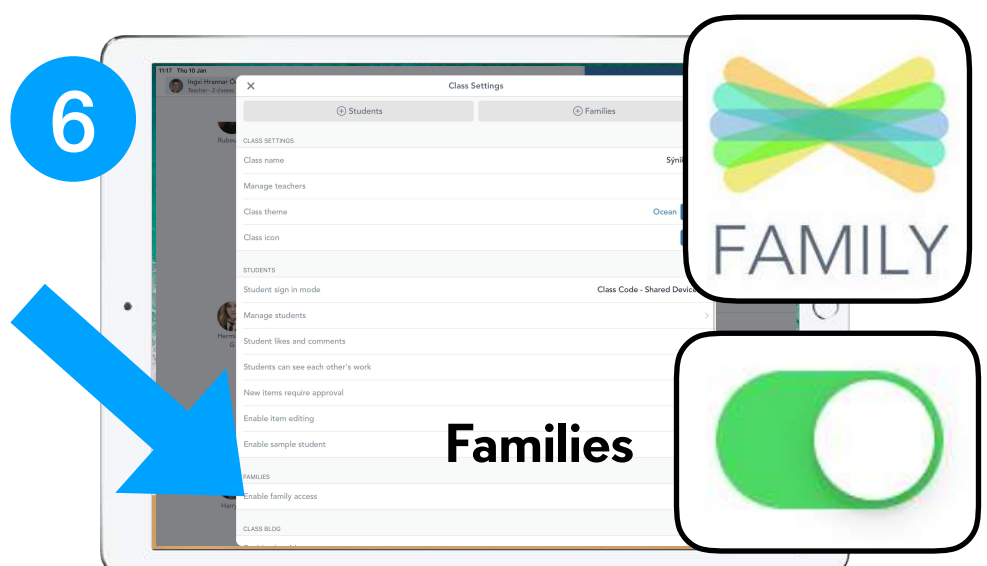 6
11:17 Thu 10 Jan
Ingvi Hrannar
Teacher - 2 classes
Class Settings
Students
Families
CLASS SETTINGS
Class name
Manage teachers
Class theme
Ocean
Class icon
STUDENTS
Student sign in mode
Class Code - Shared Device
Manage students
Student likes and comments
Students can see each other's work
New items require approval
Enable item editing
Enable sample student
FAMILIES
Enable family access
CLASS BLOG
Families
FAMILY